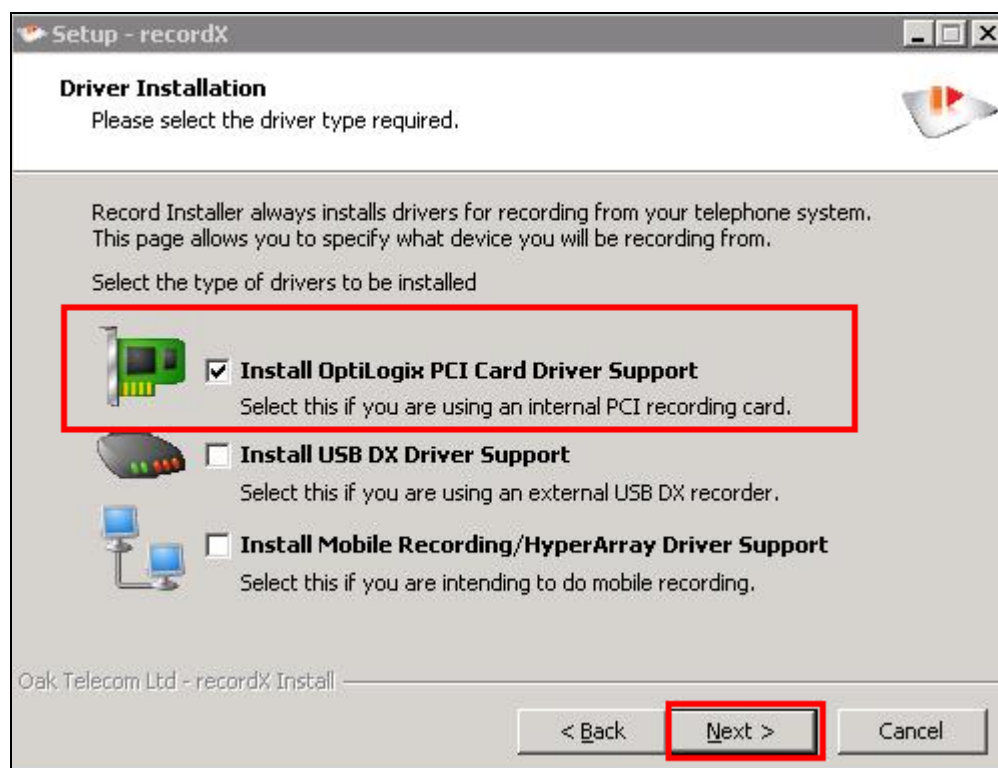 Setup - recordX
Driver Installation
Please select the driver type required.
Record Installer always installs drivers for recording from your telephone system.
This page allows you to specify what device you will be recording from.
Select the type of drivers to be installed
Install OptiLogix PCI Card Driver Support
Select this if you are using an internal PCI recording card.
Install USB DX Driver Support
Select this if you are using an external USB DX recorder.
Install Mobile Recording/HyperArray Driver Support
Select this if you are intending to do mobile recording.
Oak Telecom Ltd - recordX Install
< Back Next > Cancel